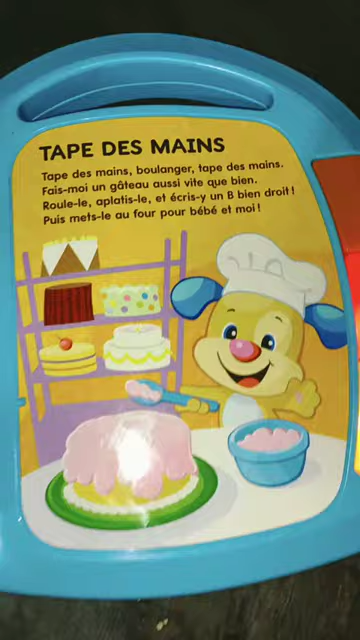 TAPE DES MAINS
Tape des mains, boulanger, tape des mains.
Fais-moi un gâteau aussi vite que bien.
Roule-le, aplatis-le, et écris-y un B bien droit!
Puis mets-le au four pour bébé et moi!